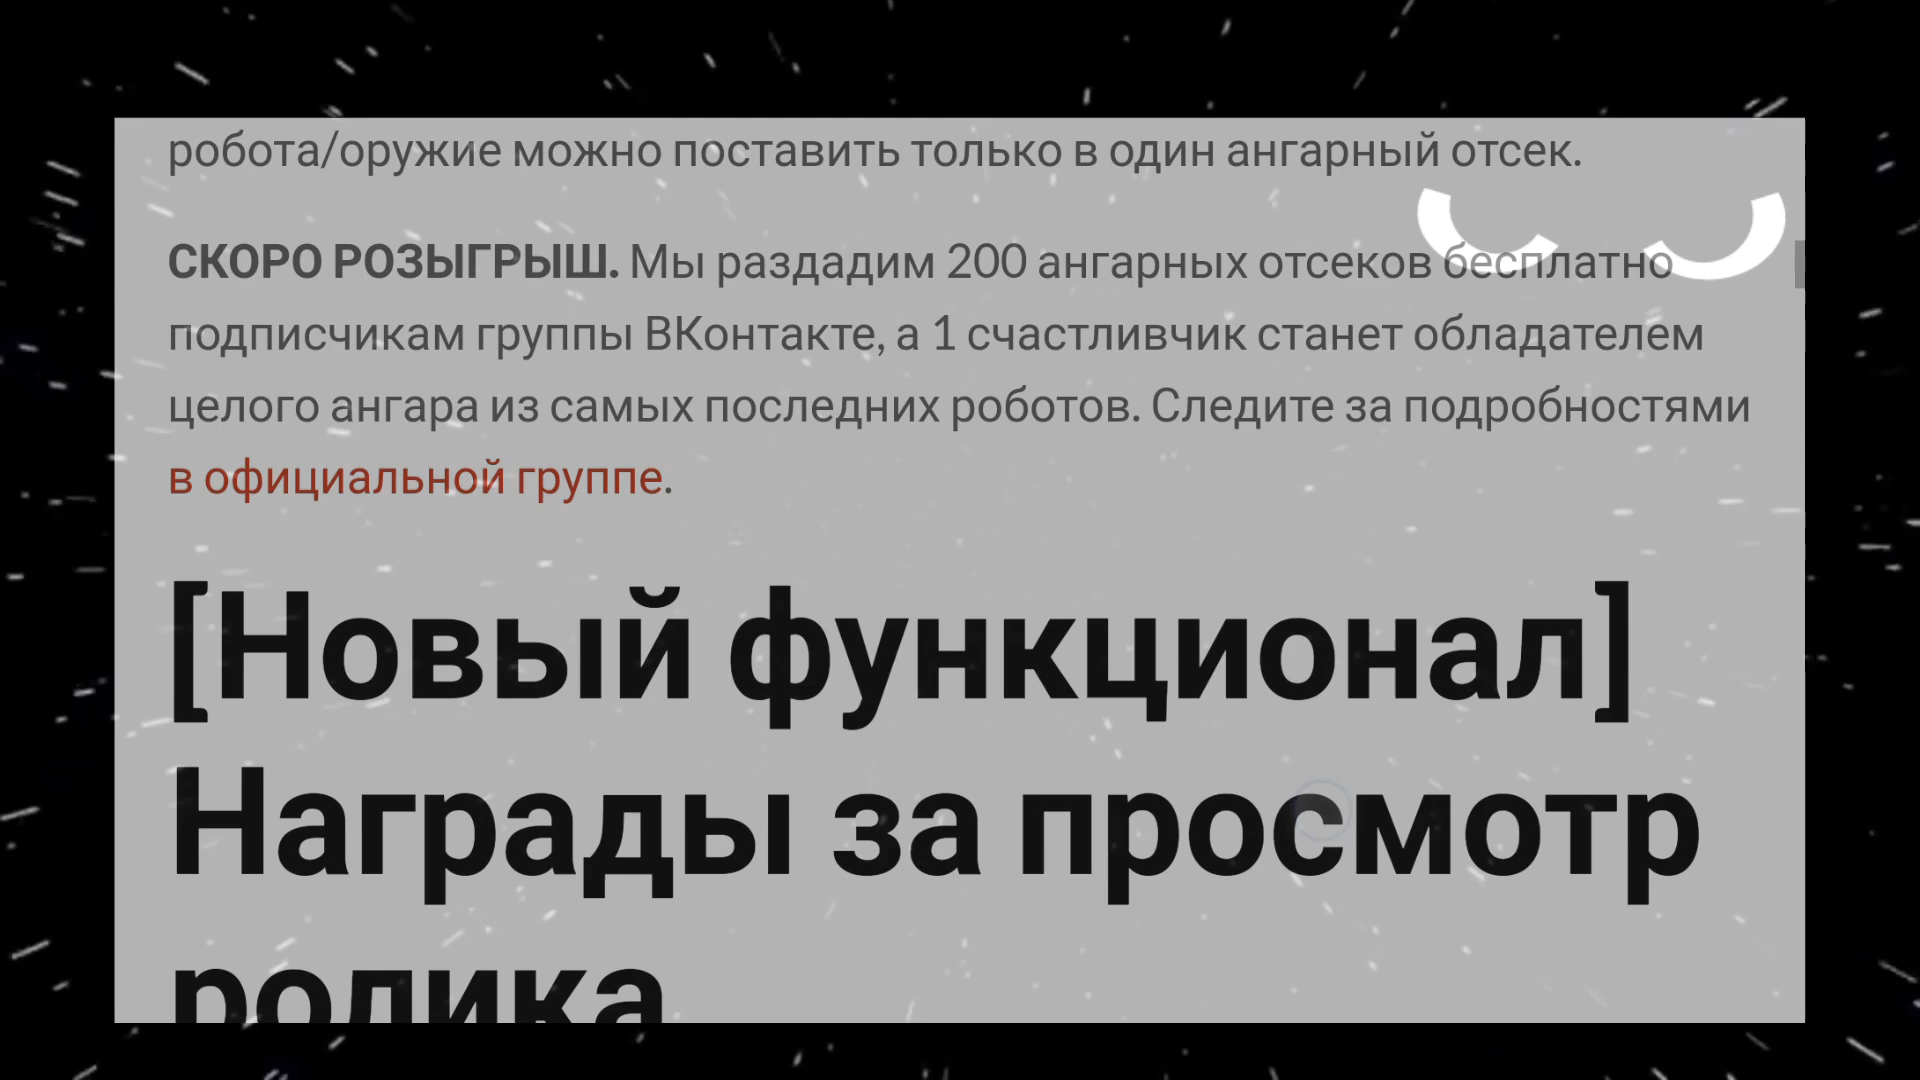 робота/оружие можно поставить только в один ангарный отсек.
СКОРО РОЗЫГРЫШ. Мы раздадим 200 ангарных отсеков бесплатно
подписчикам группы ВКонтакте, а 1 счастливчик станет обладателем
целого ангара из самых последних роботов. Следите за подробностями
в официальной группе.
[Новый функционал]
Награды за просмотр
ролика